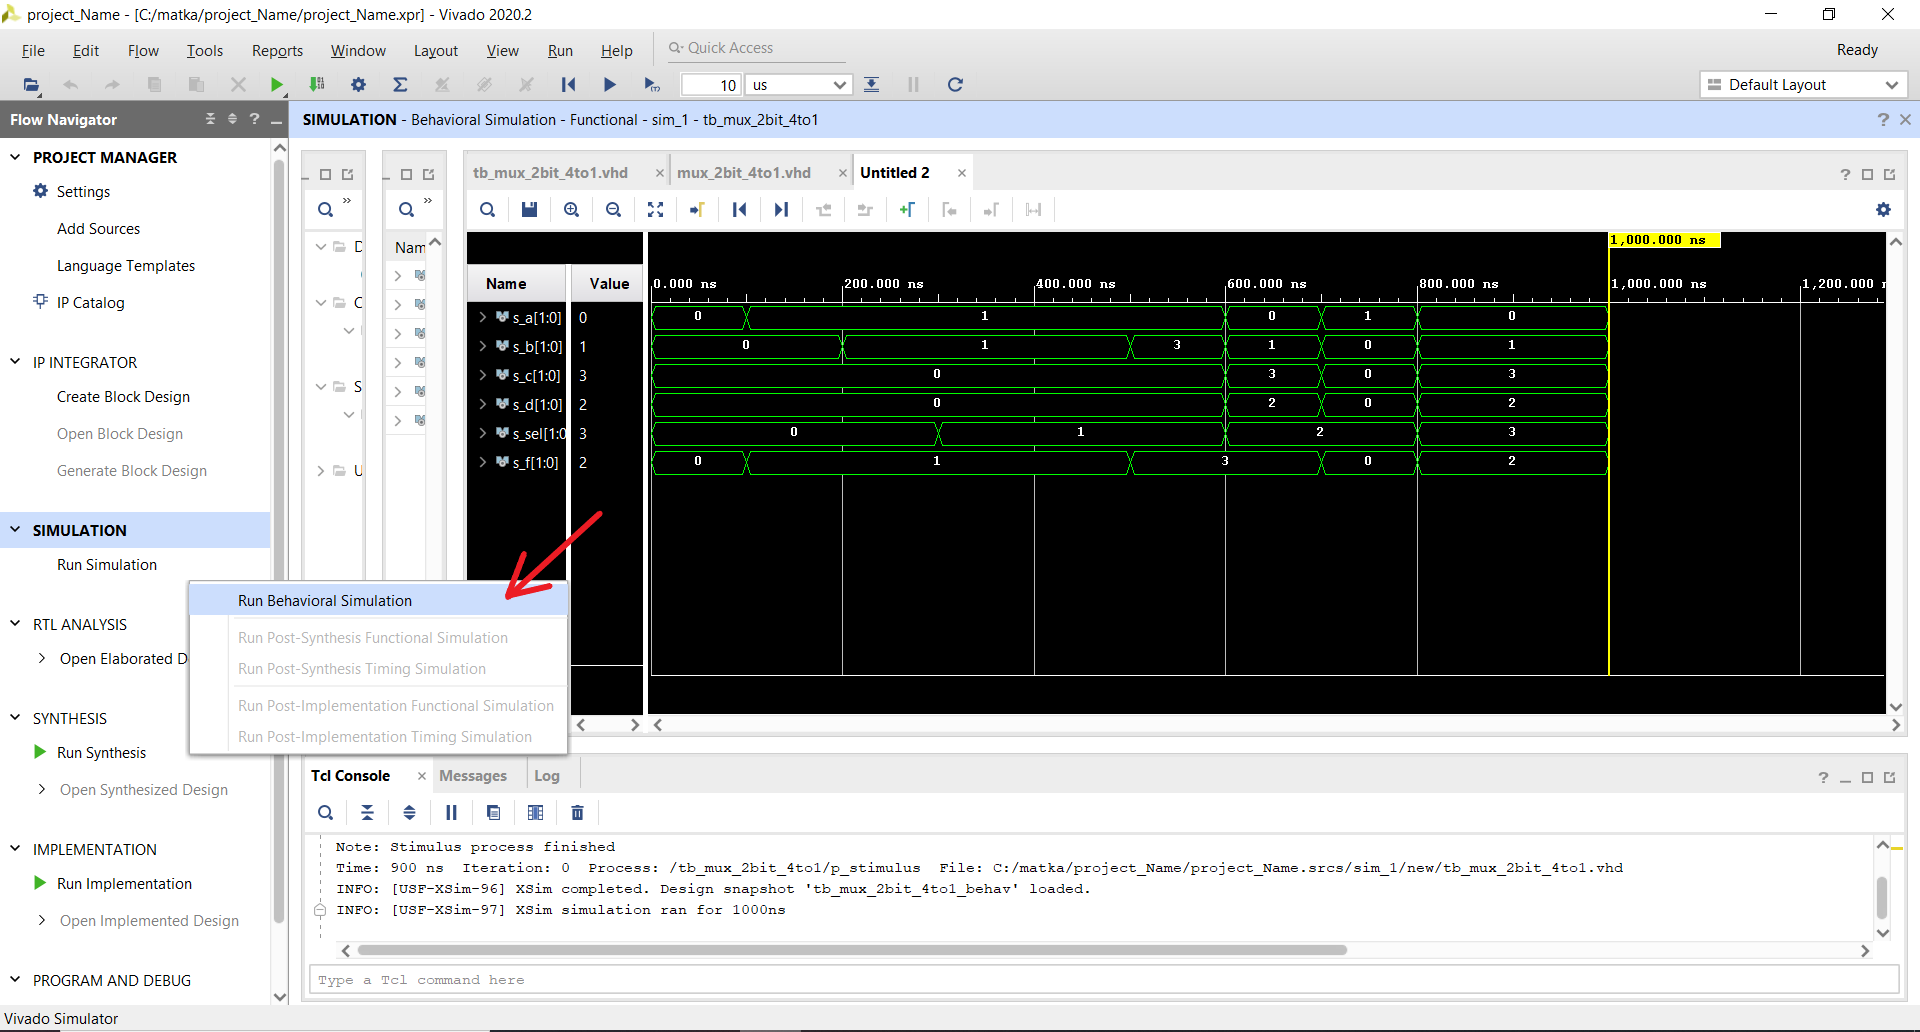 project_Name - [C:/matka/project_Name/project_Name.xpr] - Vivado 2020.2
File Edit Flow Tools Reports Window Layout View Run Help Quick Access Ready
10 us Default Layout
Flow Navigator ? _
SIMULATION - Behavioral Simulation - Functional - sim_1 - tb_mux_2bit_4to1
PROJECT MANAGER
Settings
Add Sources
Language Templates
IP Catalog
IP INTEGRATOR
Create Block Design
Open Block Design
Generate Block Design
SIMULATION
Run Simulation
RTL ANALYSIS
Open Elaborated D
SYNTHESIS
Run Synthesis
Open Synthesized Design
IMPLEMENTATION
Run Implementation
Open Implemented Design
PROGRAM AND DEBUG
Run Behavioral Simulation
Run Post-Synthesis Functional Simulation
Run Post-Synthesis Timing Simulation
Run Post-Implementation Functional Simulation
Run Post-Implementation Timing Simulation
D
C
S
U
Nam
tb_mux_2bit_4to1.vhd mux_2bit_4to1.vhd Untitled 2
1,000.000 ns
Name Value 0.000 ns 200.000 ns 400.000 ns 600.000 ns 800.000 ns 1,000.000 ns 1,200.000
s_a[1:0] 0 0 1 0 1 0
s_b[1:0] 1 0 1 3 1 0 1
s_c[1:0] 3 0 3 0 3
s_d[1:0] 2 0 2 0 2
s_sel[1:0 3 0 1 2 3
s_f[1:0] 2 0 1 3 0 2
Tcl Console Messages Log
Note: Stimulus process finished
Time: 900 ns Iteration: 0 Process: /tb_mux_2bit_4to1/p_stimulus File: C:/matka/project_Name/project_Name.srcs/sim_1/new/tb_mux_2bit_4to1.vhd
INFO: [USF-XSim-96] XSim completed. Design snapshot 'tb_mux_2bit_4to1_behav' loaded.
INFO: [USF-XSim-97] XSim simulation ran for 1000ns
Type a Tcl command here
Vivado Simulator